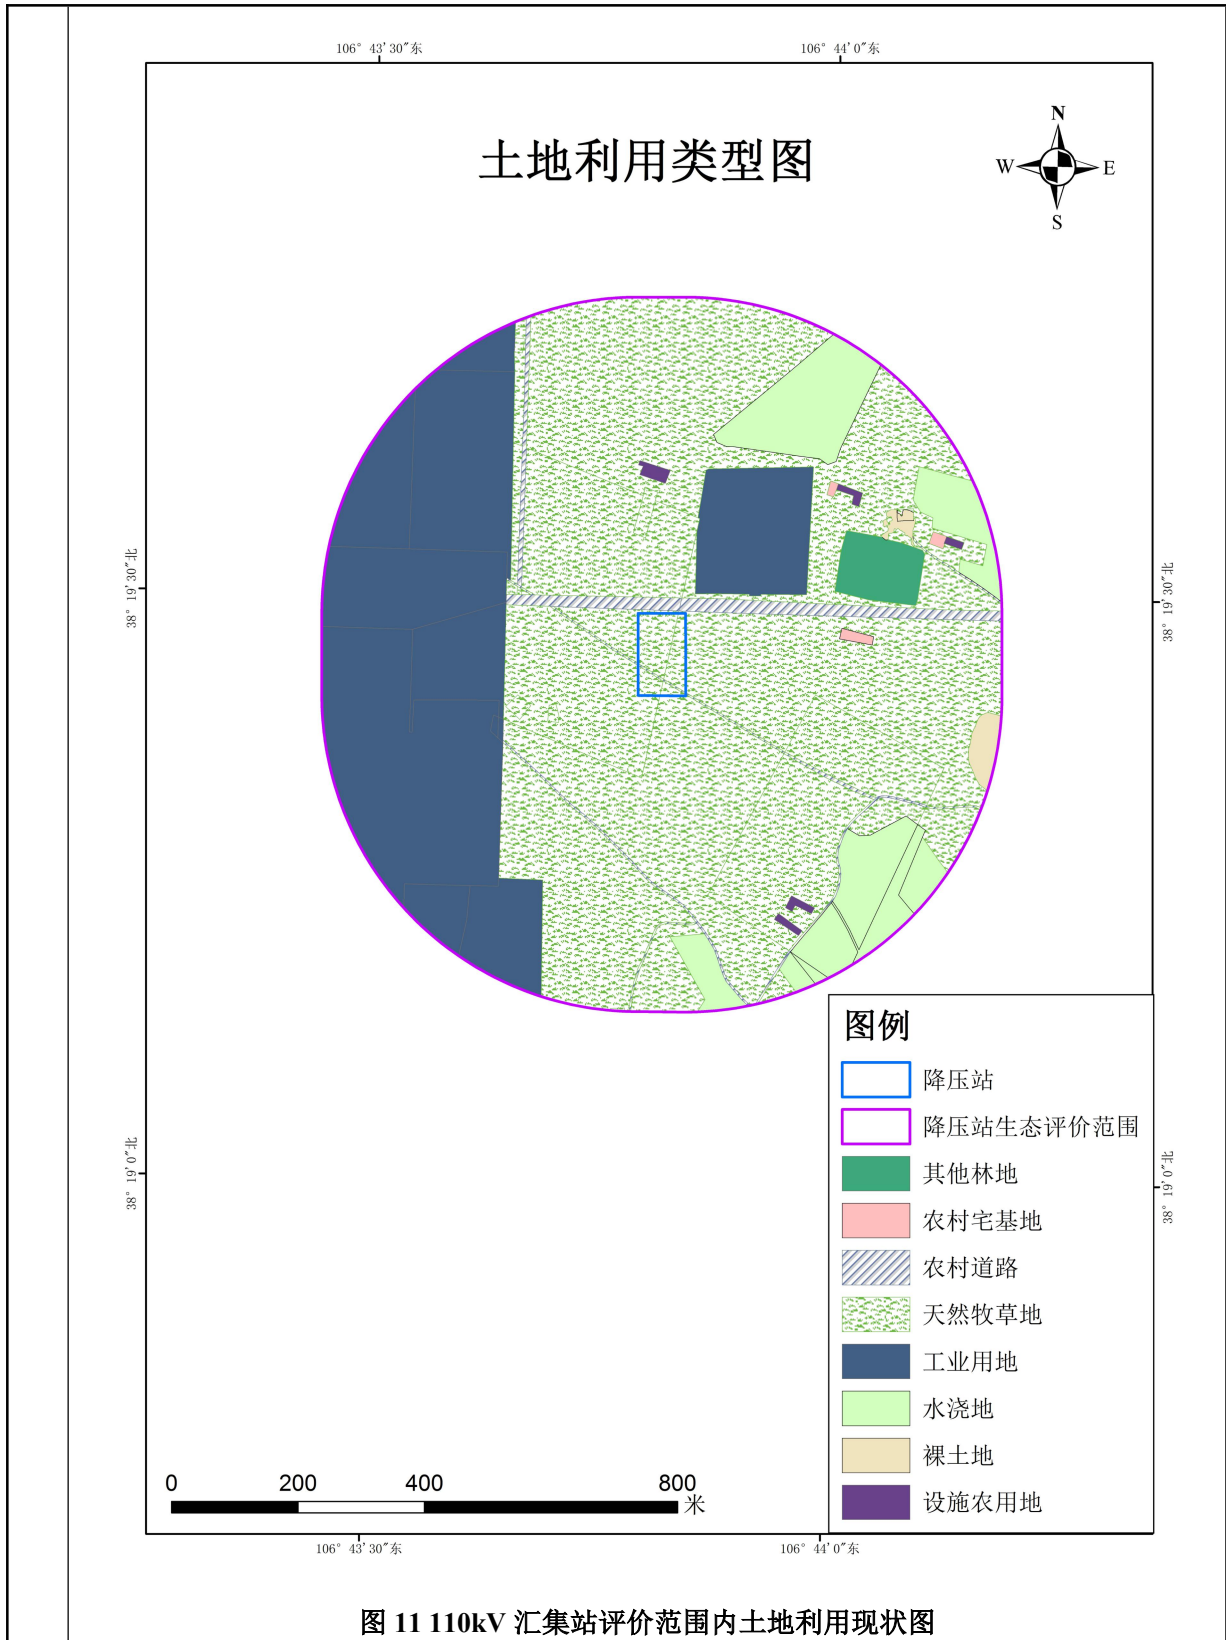 106° 43'30"东 106° 44'0"东
土地利用类型图
N
W E
S
38° 19'30"北 38° 19'30"北
38° 19'0"北 38° 19'0"北
图例
降压站
降压站生态评价范围
其他林地
农村宅基地
农村道路
天然牧草地
工业用地
水浇地
裸土地
设施农用地
0 200 400 800
米
106° 43'30"东 106° 44'0"东
图 11 110kV 汇集站评价范围内土地利用现状图